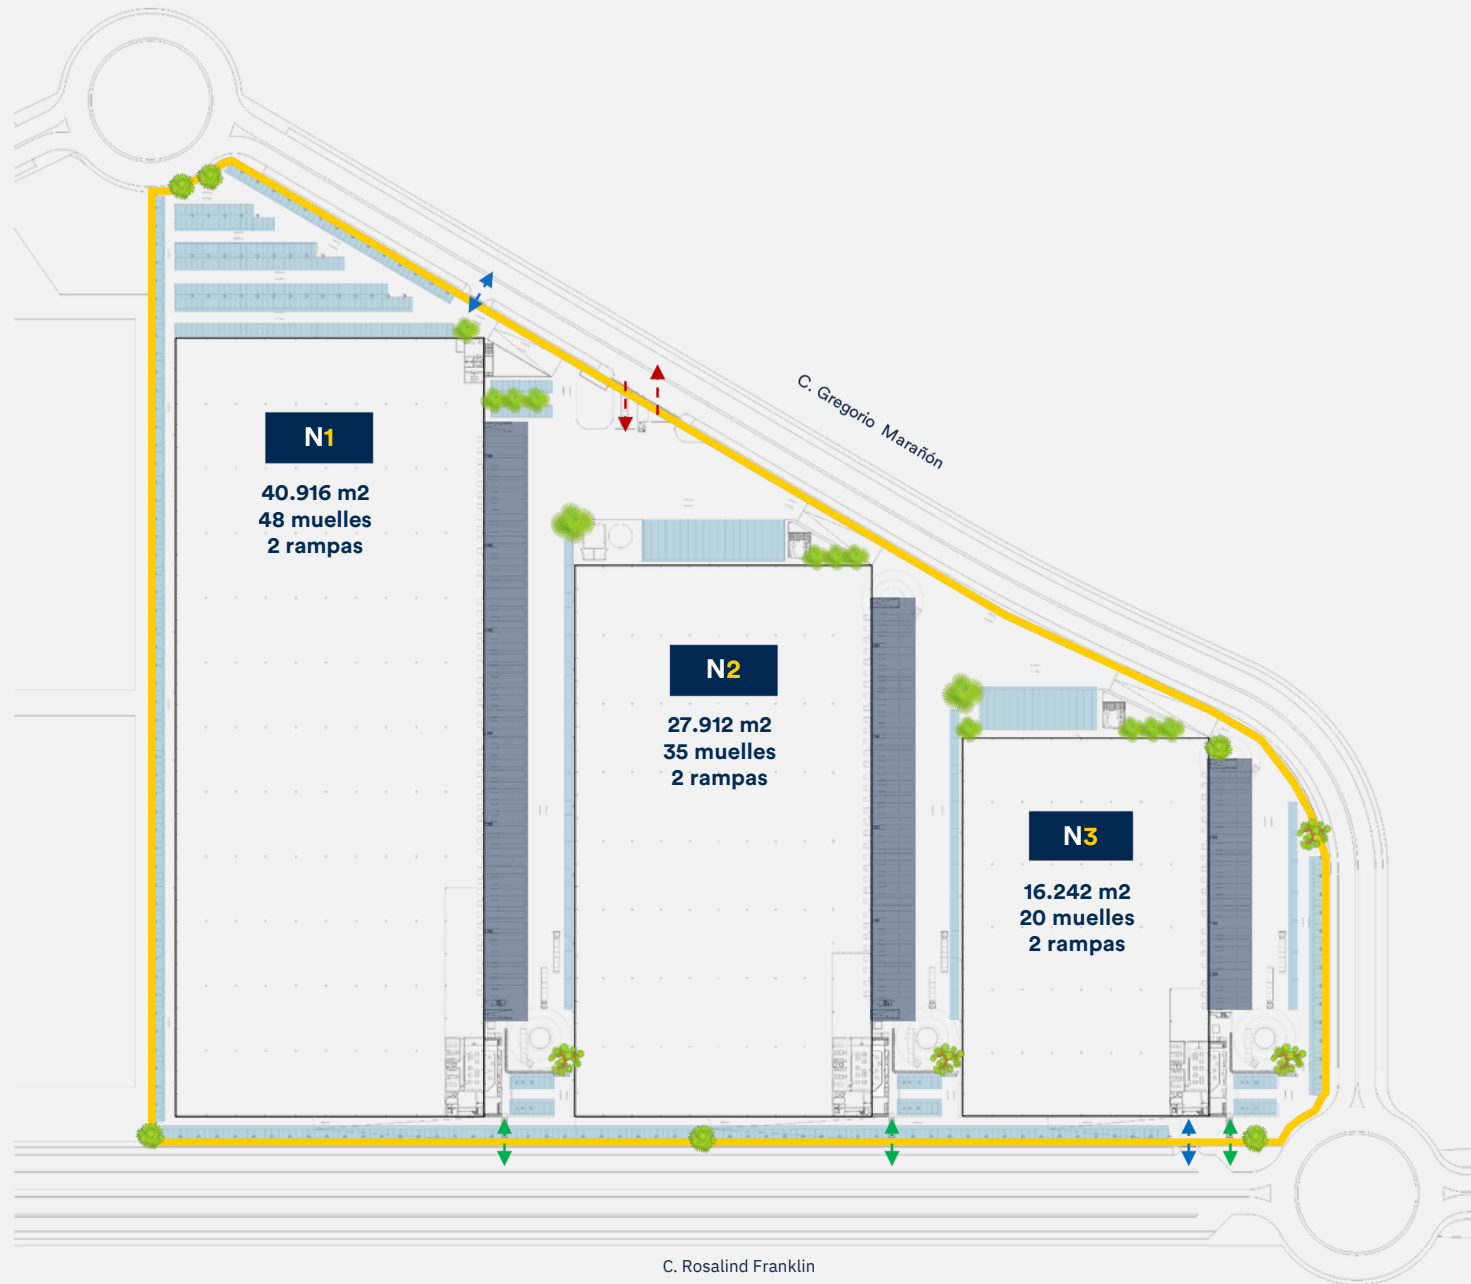 C. Gregorio Marañón
N1
40.916 m2
48 muelles
2 rampas
N2
27.912 m2
35 muelles
2 rampas
N3
16.242 m2
20 muelles
2 rampas
C. Rosalind Franklin